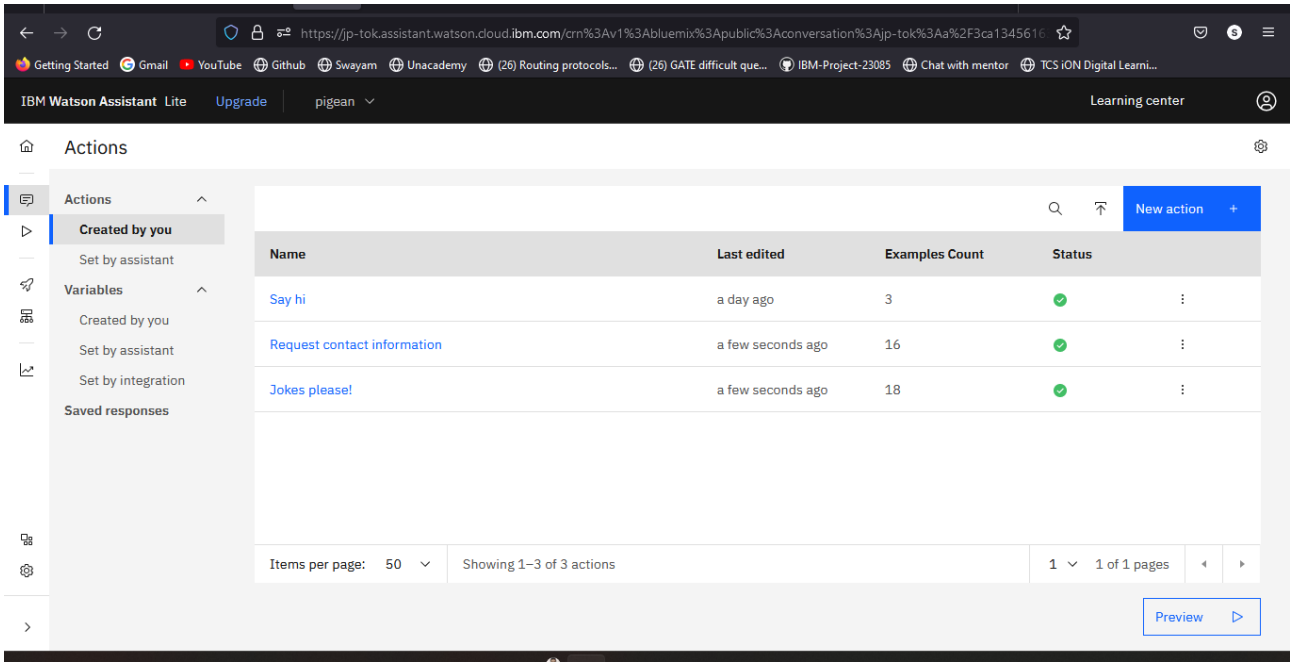 https://jp-tok.assistant.watson.cloud.ibm.com/crn%3Av1%3Abluemix%3Apublic%3Aconversation%3Ajp-tok%3Aa%2F3ca1345616
S
Getting Started Gmail YouTube Github Swayam Unacademy (26) Routing protocols... (26) GATE difficult que... IBM-Project-23085 Chat with mentor TCS iON Digital Learni...
IBM Watson Assistant Lite Upgrade pigean Learning center
Actions
Actions
Created by you
Set by assistant
Variables
Created by you
Set by assistant
Set by integration
Saved responses
New action +
Name Last edited Examples Count Status
Say hi a day ago 3
Request contact information a few seconds ago 16
Jokes please! a few seconds ago 18
Items per page: 50 Showing 1–3 of 3 actions 1 1 of 1 pages
Preview